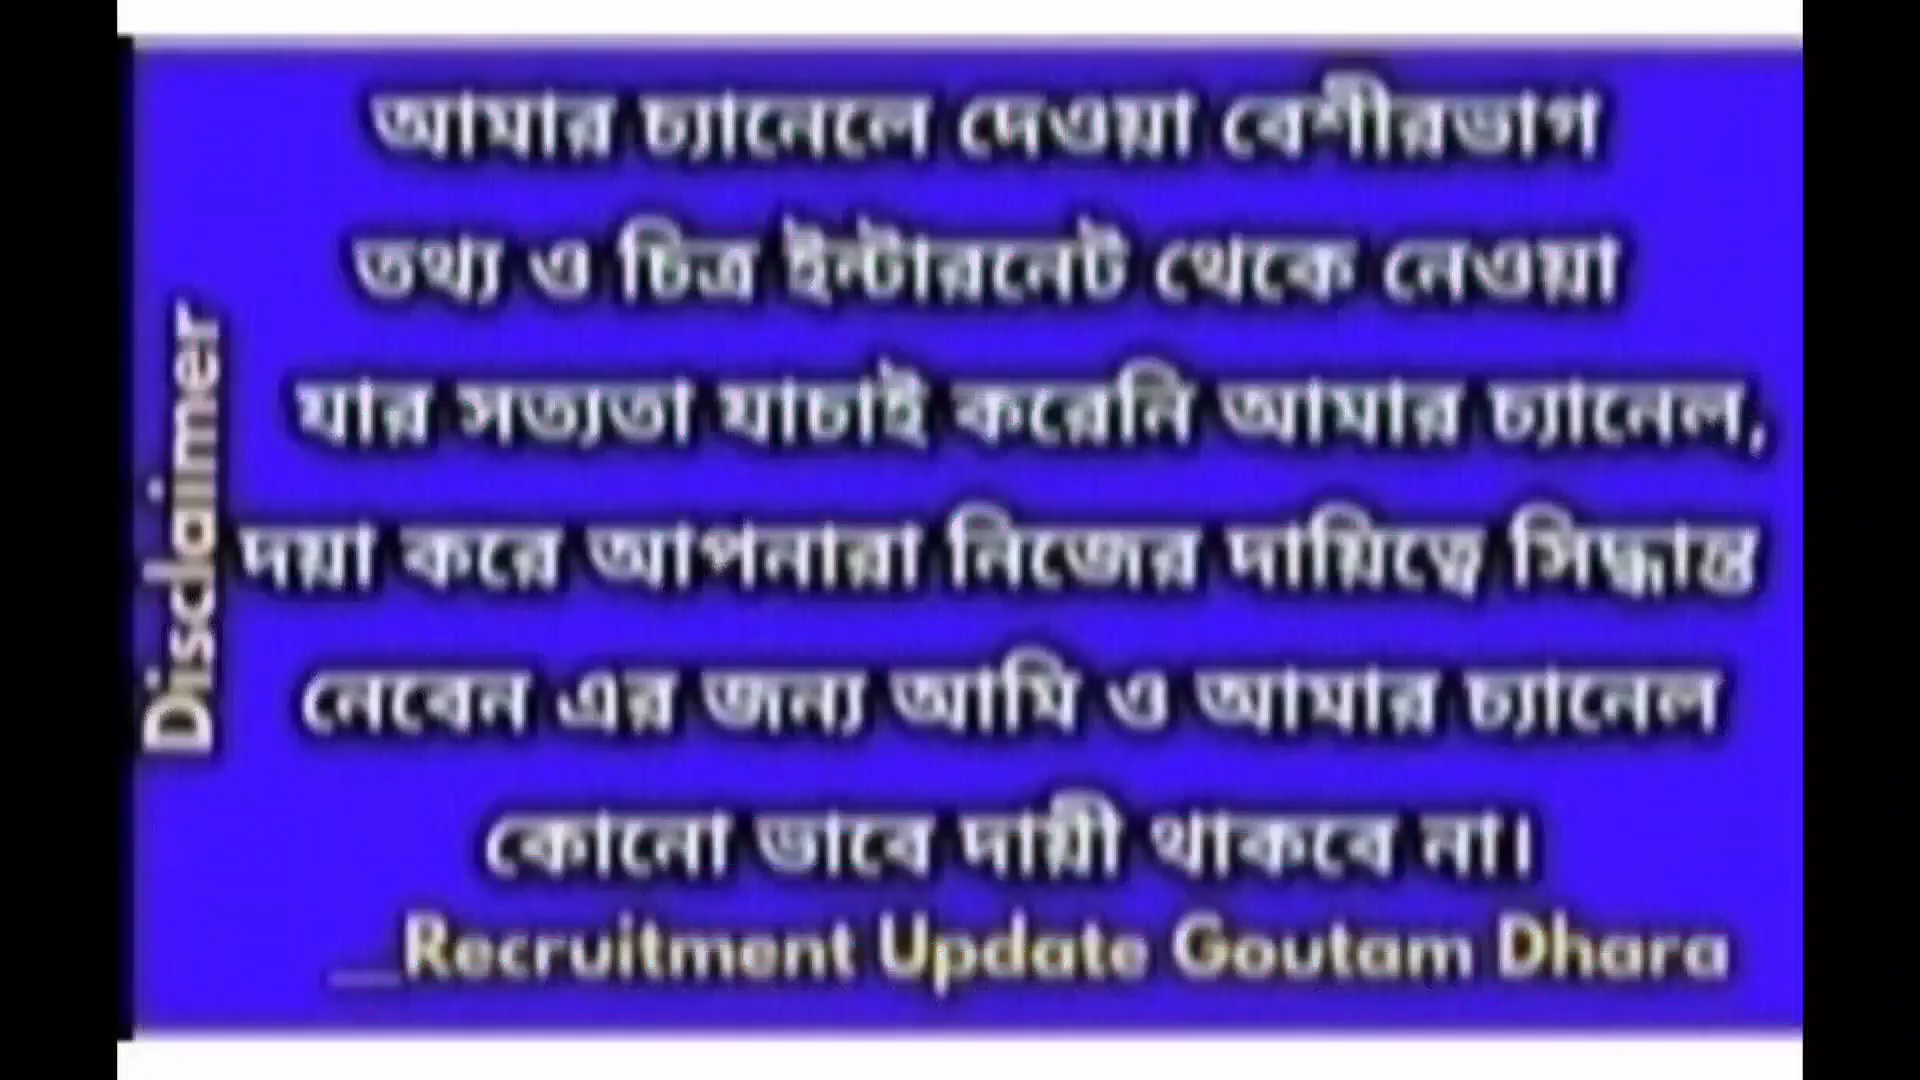 Disclaimer
আমার চ্যানেলে দেওয়া বেশীরভাগ
তথ্য ও চিত্র ইন্টারনেট থেকে নেওয়া
যার সত্যতা যাচাই করেনি আমার চ্যানেল,
দয়া করে আপনারা নিজের দায়িত্বে সিদ্ধান্ত
নেবেন এর জন্য আমি ও আমার চ্যানেল
কোনো ভাবে দায়ী থাকবে না।
__Recruitment Update Goutam Dhara